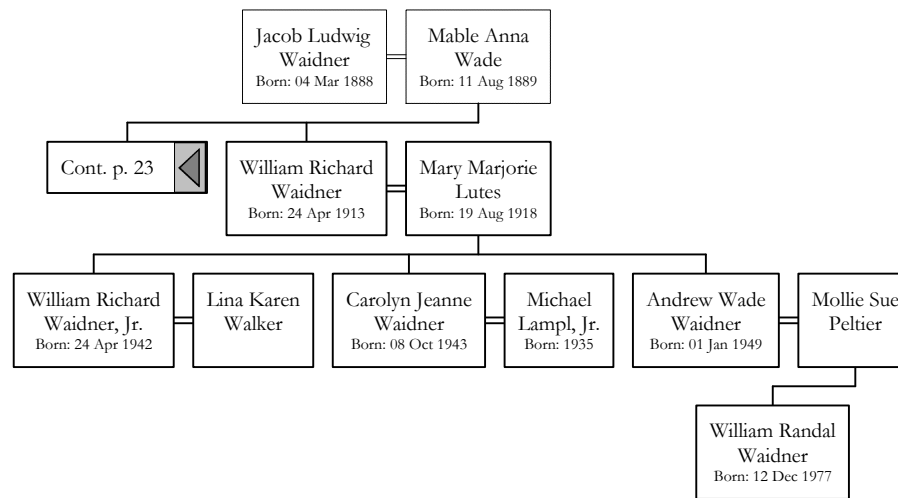 Jacob Ludwig
Waidner
Born: 04 Mar 1888
Mable Anna
Wade
Born: 11 Aug 1889
Cont. p. 23
William Richard
Waidner
Born: 24 Apr 1913
Mary Marjorie
Lutes
Born: 19 Aug 1918
William Richard
Waidner, Jr.
Born: 24 Apr 1942
Lina Karen
Walker
Carolyn Jeanne
Waidner
Born: 08 Oct 1943
Michael
Lampl, Jr.
Born: 1935
Andrew Wade
Waidner
Born: 01 Jan 1949
Mollie Sue
Peltier
William Randal
Waidner
Born: 12 Dec 1977